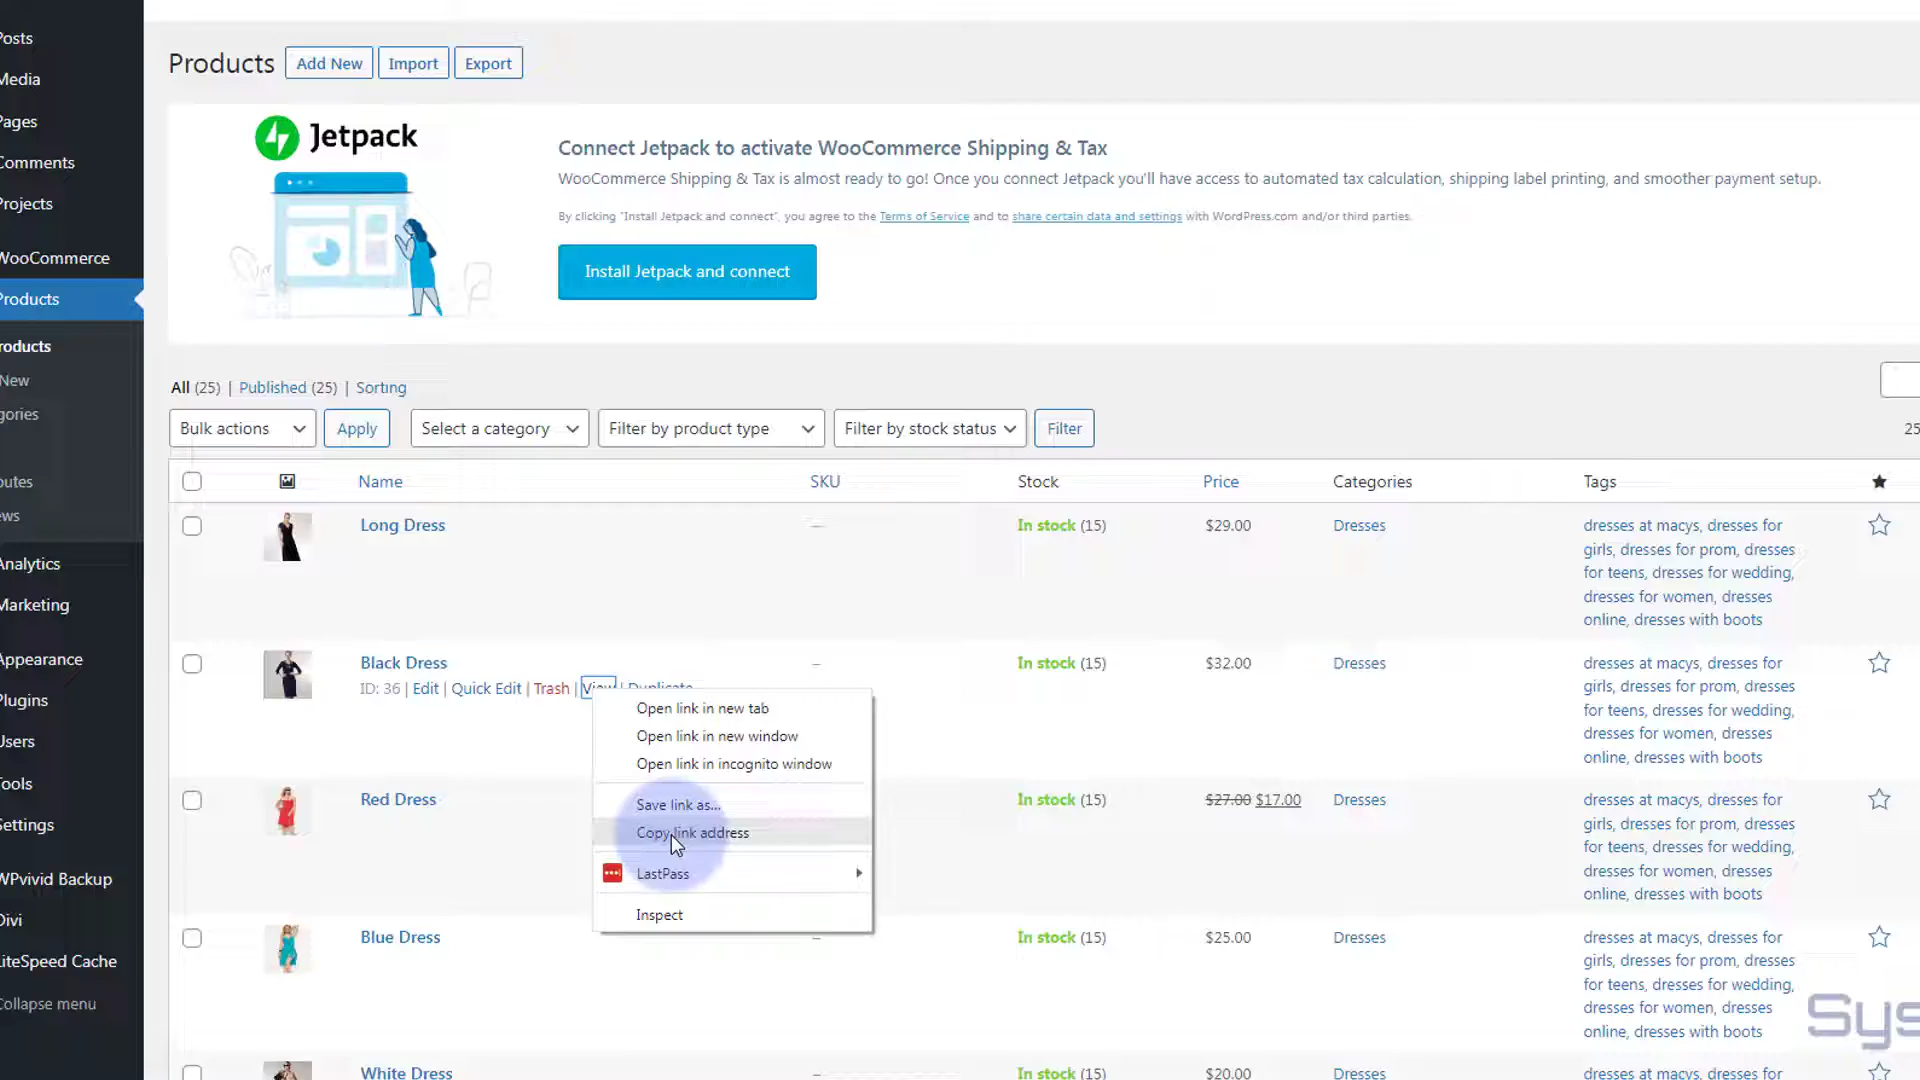 Posts
Media
Pages
Comments
Projects
WooCommerce
Products
roducts
New
gories
outes
ews
Analytics
Marketing
Appearance
Plugins
Users
Tools
Settings
WPvivid Backup
Divi
LiteSpeed Cache
Collapse menu
Products Add New Import Export
Jetpack
Connect Jetpack to activate WooCommerce Shipping & Tax
WooCommerce Shipping & Tax is almost ready to go! Once you connect Jetpack you'll have access to automated tax calculation, shipping label printing, and smoother payment setup.
By clicking "Install Jetpack and connect", you agree to the Terms of Service and to share certain data and settings with WordPress.com and/or third parties.
Install Jetpack and connect
All (25) | Published (25) | Sorting
Bulk actions Apply Select a category Filter by product type Filter by stock status Filter 25
Name SKU Stock Price Categories Tags
Long Dress – In stock (15) $29.00 Dresses dresses at macys, dresses for
girls, dresses for prom, dresses
for teens, dresses for wedding,
dresses for women, dresses
online, dresses with boots
Black Dress – In stock (15) $32.00 Dresses dresses at macys, dresses for
ID: 36 | Edit | Quick Edit | Trash | View | Duplicate girls, dresses for prom, dresses
for teens, dresses for wedding,
dresses for women, dresses
online, dresses with boots
Open link in new tab
Open link in new window
Open link in incognito window
Save link as...
Copy link address
LastPass
Inspect
Red Dress In stock (15) $27.00 $17.00 Dresses dresses at macys, dresses for
girls, dresses for prom, dresses
for teens, dresses for wedding,
dresses for women, dresses
online, dresses with boots
Blue Dress – In stock (15) $25.00 Dresses dresses at macys, dresses for
girls, dresses for prom, dresses
for teens, dresses for wedding,
dresses for women, dresses
online, dresses with boots
White Dress – In stock (15) $20.00 Dresses dresses at macys, dresses for
Sys